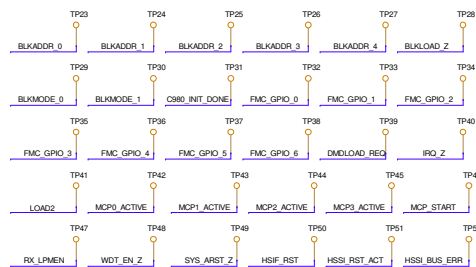 TP23 TP24 TP25 TP26 TP27 TP28
BLKADDR_0 BLKADDR_1 BLKADDR_2 BLKADDR_3 BLKADDR_4 BLKLOAD_Z
TP29 TP30 TP31 TP32 TP33 TP34
BLKMODE_0 BLKMODE_1 C980_INIT_DONE FMC_GPIO_0 FMC_GPIO_1 FMC_GPIO_2
TP35 TP36 TP37 TP38 TP39 TP40
FMC_GPIO_3 FMC_GPIO_4 FMC_GPIO_5 FMC_GPIO_6 DMDLOAD_REQ IRQ_Z
TP41 TP42 TP43 TP44 TP45 TP4
LOAD2 MCP0_ACTIVE MCP1_ACTIVE MCP2_ACTIVE MCP3_ACTIVE MCP_START
TP47 TP48 TP49 TP50 TP51 TP5
RX_LPMEN WDT_EN_Z SYS_ARST_Z HSIF_RST HSSI_RST_ACT HSSI_BUS_ERR